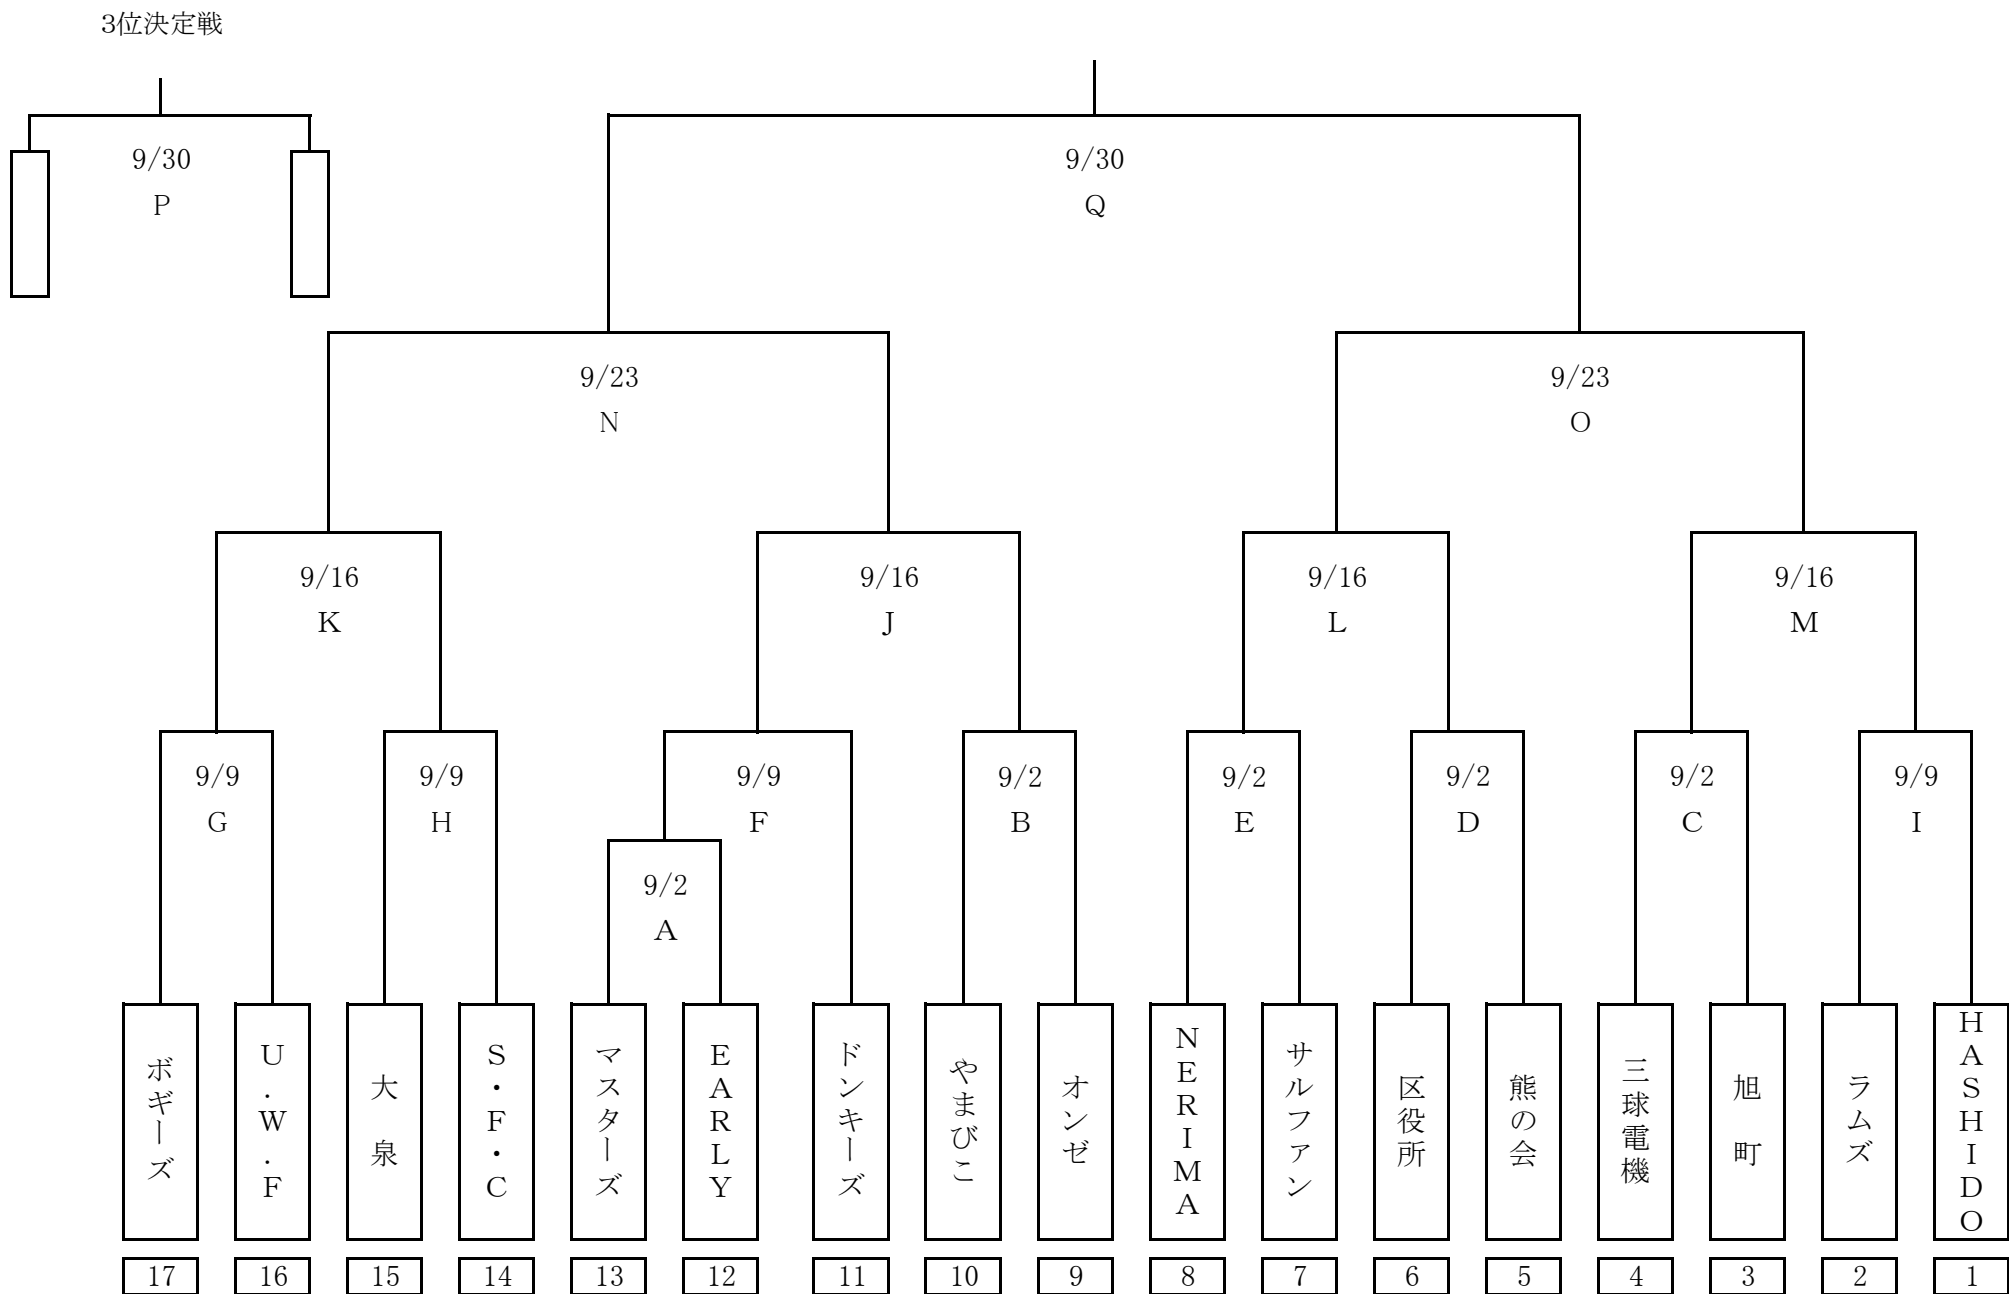 3位決定戦
9/30
P
9/30
Q
9/23
N
9/23
O
9/16
K
9/16
J
9/16
L
9/16
M
9/9
G
9/9
H
9/9
F
9/2
B
9/2
E
9/2
D
9/2
C
9/9
I
9/2
A
ボギーズ
U.W.F
大泉
S・F・C
マスターズ
EARLY
ドンキーズ
やまびこ
オンゼ
NERIMA
サルファン
区役所
熊の会
三球電機
旭町
ラムズ
HASHIDO
17
16
15
14
13
12
11
10
9
8
7
6
5
4
3
2
1